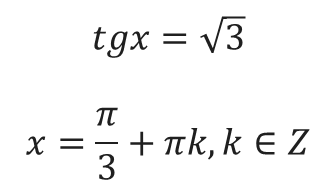 tgx = √3
x = π/3 + πk, k ∈ Z